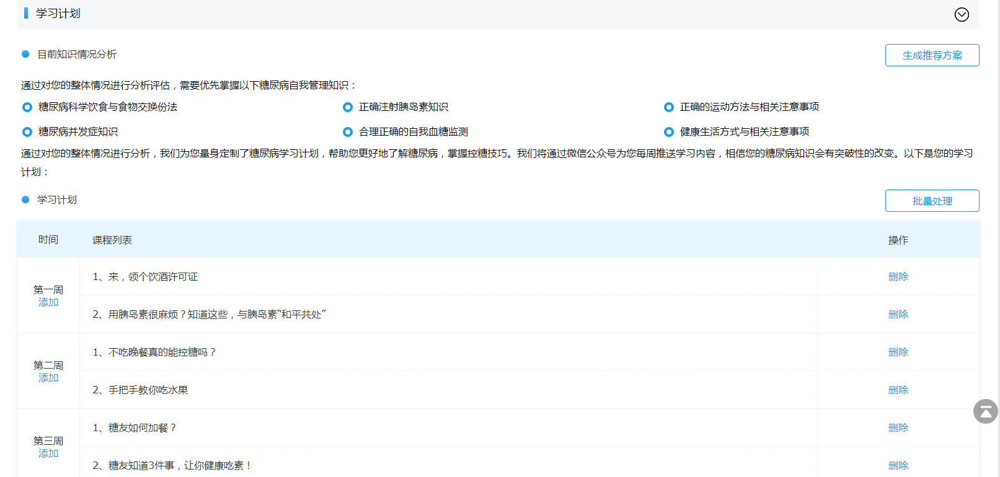 学习计划
目前知识情况分析
生成推荐方案
通过对您的整体情况进行分析评估，需要优先掌握以下糖尿病自我管理知识：
糖尿病科学饮食与食物交换份法
正确注射胰岛素知识
正确的运动方法与相关注意事项
糖尿病并发症知识
合理正确的自我血糖监测
健康生活方式与相关注意事项
通过对您的整体情况进行分析，我们为您量身定制了糖尿病学习计划，帮助您更好地了解糖尿病，掌握控糖技巧。我们将通过微信公众号为您每周推送学习内容，相信您的糖尿病知识会有突破性的改变。以下是您的学习
计划：
学习计划
批量处理
时间
课程列表
操作
第一周
添加
1、来，领个饮酒许可证
删除
2、用胰岛素很麻烦？知道这些，与胰岛素“和平共处”
删除
第二周
添加
1、不吃晚餐真的能控糖吗？
删除
2、手把手教你吃水果
删除
第三周
添加
1、糖友如何加餐？
删除
2、糖友知道3件事，让你健康吃素！
删除